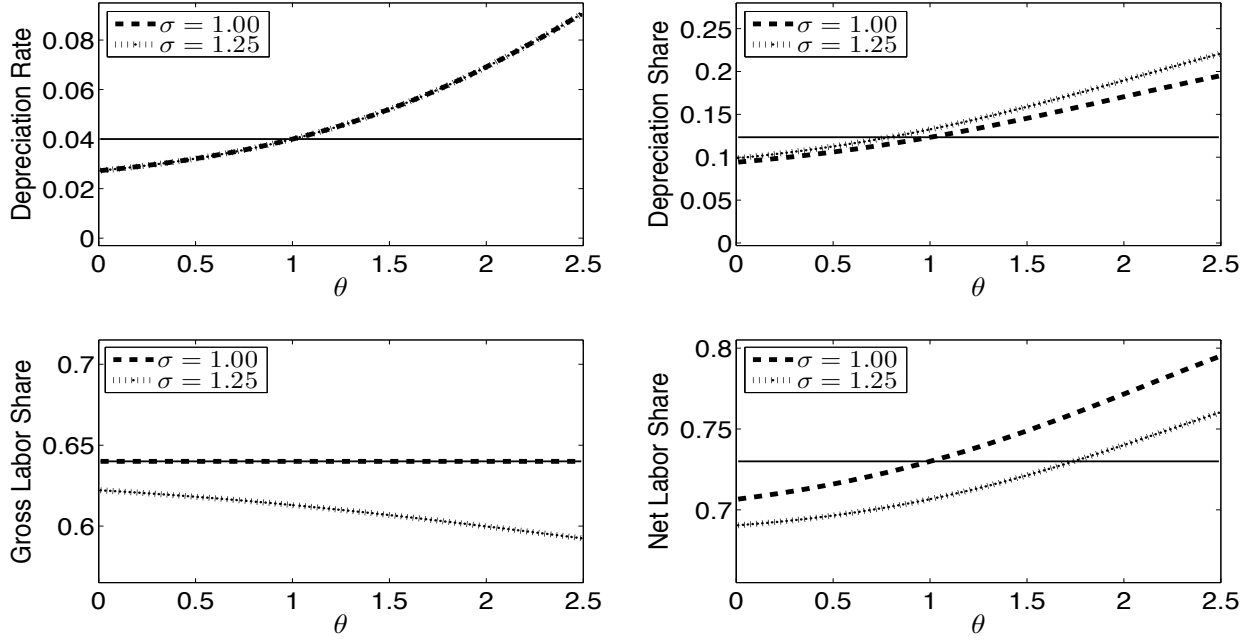 Depreciation Rate
σ = 1.00
σ = 1.25
0.08
0.06
0.04
0.02
0
0 0.5 1 1.5 2 2.5
θ
Depreciation Share
σ = 1.00
σ = 1.25
0.25
0.2
0.15
0.1
0.05
0
0 0.5 1 1.5 2 2.5
θ
Gross Labor Share
σ = 1.00
σ = 1.25
0.7
0.65
0.6
0 0.5 1 1.5 2 2.5
θ
Net Labor Share
σ = 1.00
σ = 1.25
0.8
0.75
0.7
0 0.5 1 1.5 2 2.5
θ